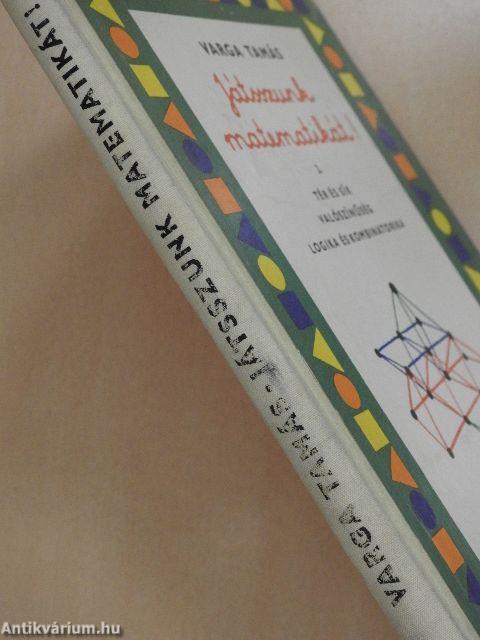 VARGA TAMÁS
Játsszunk
matematikát!
1.
TÉR ÉS SÍK
VALÓSZÍNŰSÉG
LOGIKA ÉS KOMBINATORIKA
VARGA TAMÁS-JÁTSSZUNK MATEMATIKÁT!
Antikvárium.hu